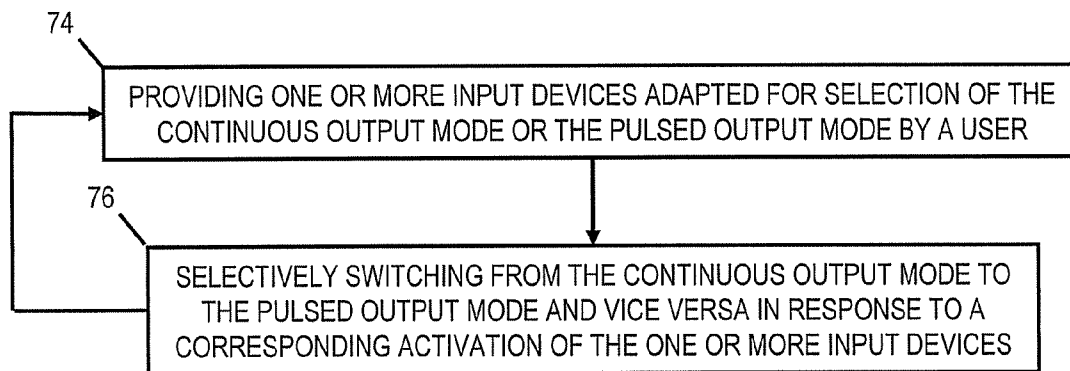 74
PROVIDING ONE OR MORE INPUT DEVICES ADAPTED FOR SELECTION OF THE
CONTINUOUS OUTPUT MODE OR THE PULSED OUTPUT MODE BY A USER
76
SELECTIVELY SWITCHING FROM THE CONTINUOUS OUTPUT MODE TO
THE PULSED OUTPUT MODE AND VICE VERSA IN RESPONSE TO A
CORRESPONDING ACTIVATION OF THE ONE OR MORE INPUT DEVICES